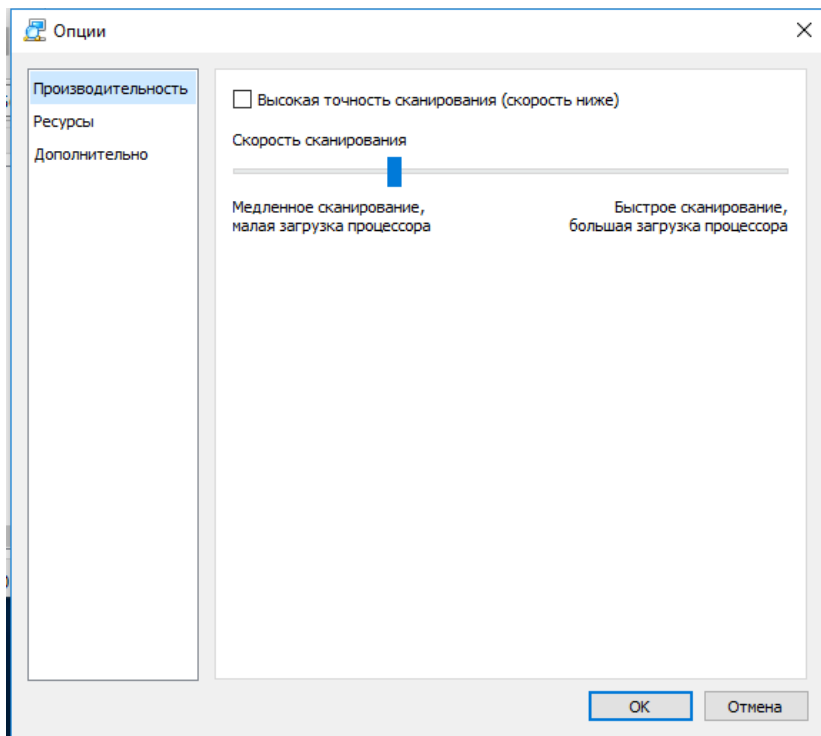 Опции
Производительность
Ресурсы
Дополнительно
Высокая точность сканирования (скорость ниже)
Скорость сканирования
Медленное сканирование,
малая загрузка процессора
Быстрое сканирование,
большая загрузка процессора
OK
Отмена